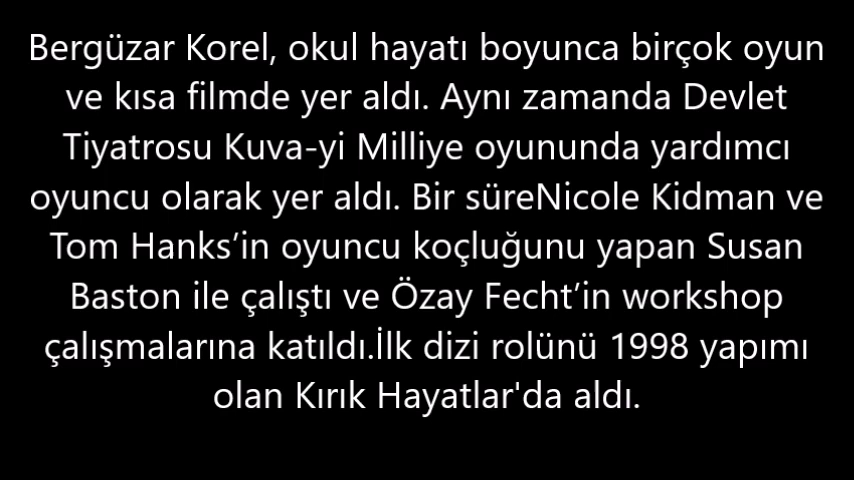 Bergüzar Korel, okul hayatı boyunca birçok oyun
ve kısa filmde yer aldı. Aynı zamanda Devlet
Tiyatrosu Kuva-yi Milliye oyununda yardımcı
oyuncu olarak yer aldı. Bir süreNicole Kidman ve
Tom Hanks’in oyuncu koçluğunu yapan Susan
Baston ile çalıştı ve Özay Fecht’in workshop
çalışmalarına katıldı.İlk dizi rolünü 1998 yapımı
olan Kırık Hayatlar'da aldı.